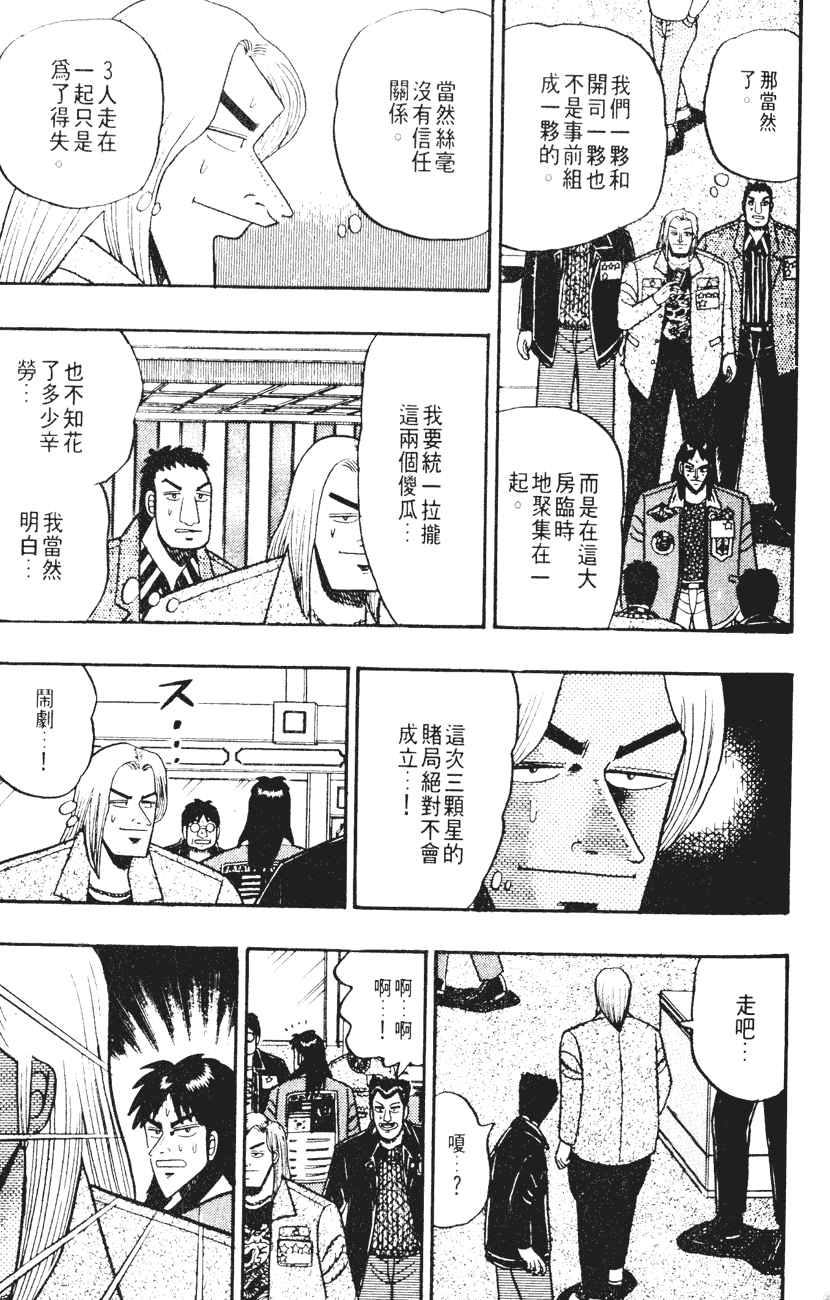 那當然
了。
我們一夥和
開司一夥也
不是事前組
成一夥的。
而是在這大
房臨時
地聚集在一
起。
當然絲毫
沒有信任
關係。
3人走在
一起只是
爲了得失。
我要統一拉攏
這兩個傻瓜…
也不知花
了多少辛
勞…
我當然
明白…
這次三顆星的
賭局絕對不會
成立…!
ス…
鬧劇…!
走吧…
嗄…?
啊…啊
啊…!